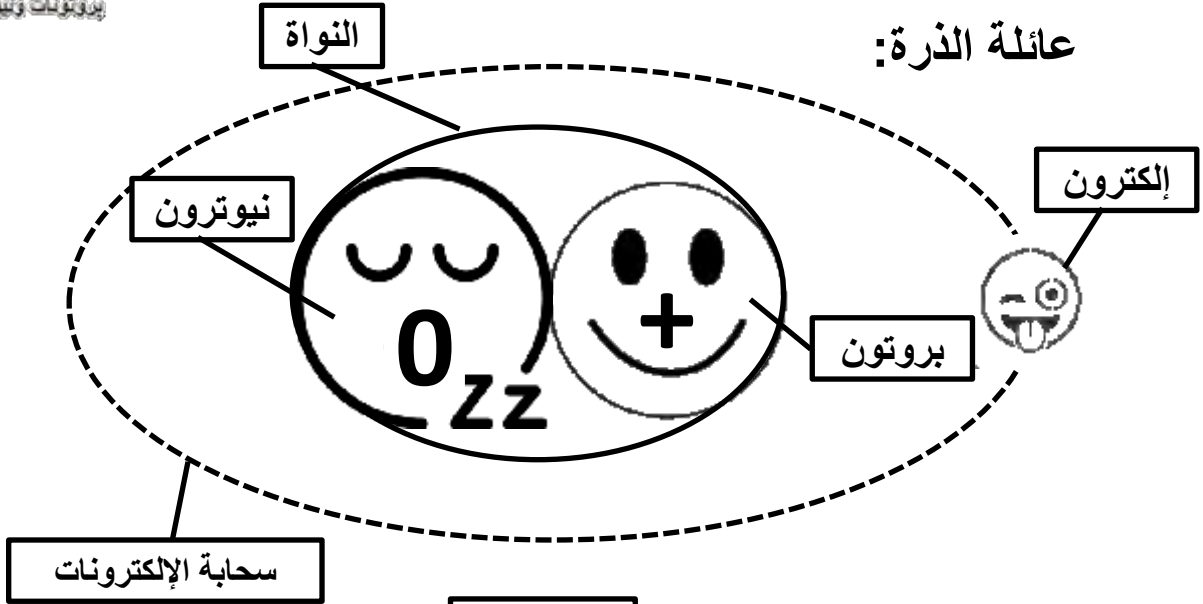 عائلة الذرة:
النواة
إلكترون
نيوترون
0
zz
+
بروتون
سحابة الإلكترونات